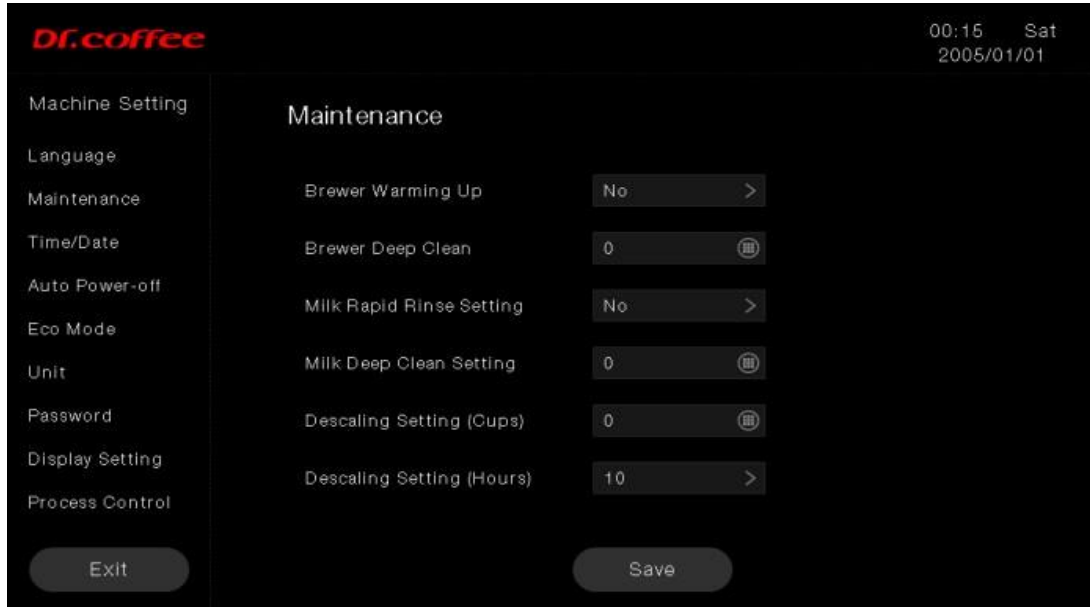 Dr.coffee
00:15 Sat
2005/01/01
Machine Setting
Language
Maintenance
Time/Date
Auto Power-off
Eco Mode
Unit
Password
Display Setting
Process Control
Exit
Maintenance
Brewer Warming Up No >
Brewer Deep Clean 0
Milk Rapid Rinse Setting No >
Milk Deep Clean Setting 0
Descaling Setting (Cups) 0
Descaling Setting (Hours) 10 >
Save